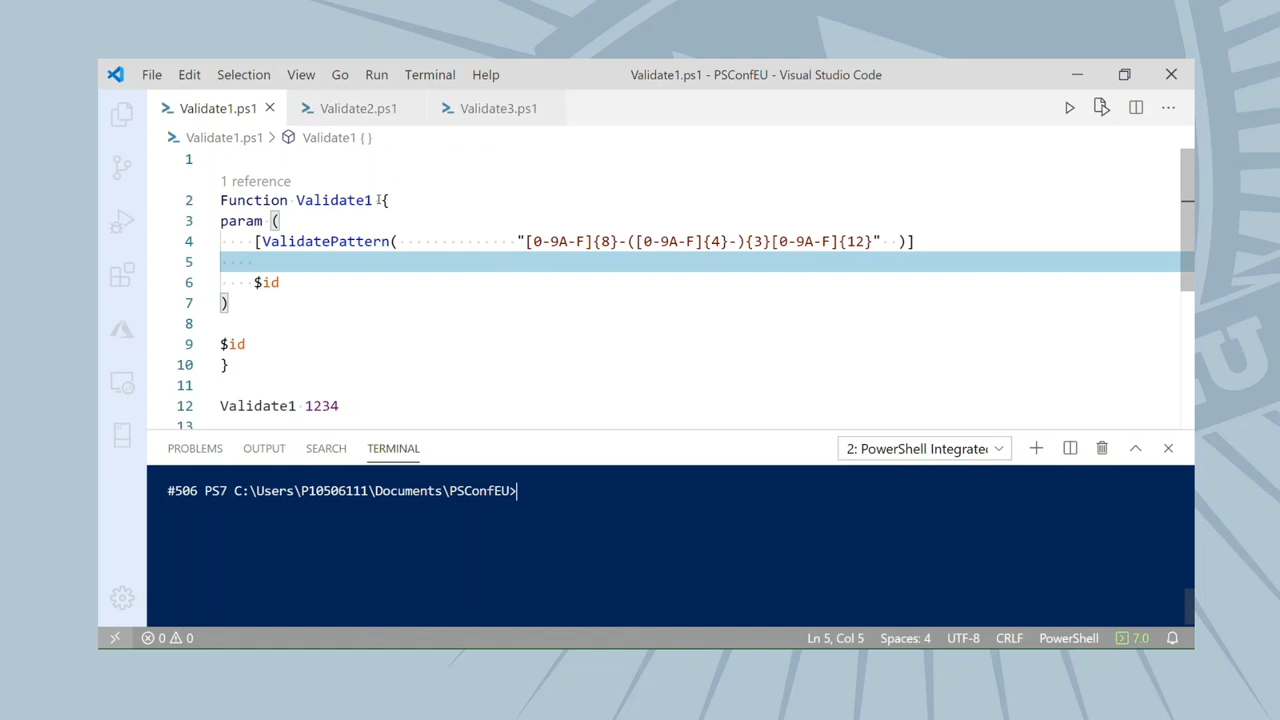 File Edit Selection View Go Run Terminal Help Validate1.ps1 - PSConfEU - Visual Studio Code
Validate1.ps1 Validate2.ps1 Validate3.ps1
Validate1.ps1 > Validate1 { }
1
1 reference
2 Function Validate1 {
3 param (
4 [ValidatePattern( "[0-9A-F]{8}-([0-9A-F]{4}-){3}[0-9A-F]{12}" )]
5
6 $id
7 )
8
9 $id
10 }
11
12 Validate1 1234
13
PROBLEMS OUTPUT SEARCH TERMINAL 2: PowerShell Integrate
#506 PS7 C:\Users\P10506111\Documents\PSConfEU>
0 0 Ln 5, Col 5 Spaces: 4 UTF-8 CRLF PowerShell 7.0